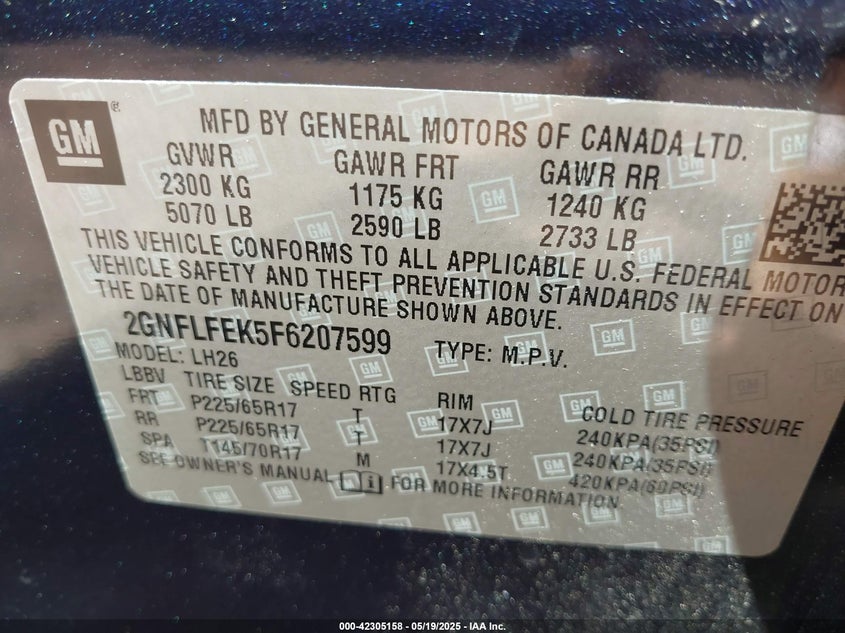 GM®
MFD BY GENERAL MOTORS OF CANADA LTD.
GVWR GAWR FRT GAWR RR
2300 KG 1175 KG 1240 KG
5070 LB 2590 LB 2733 LB
THIS VEHICLE CONFORMS TO ALL APPLICABLE U.S. FEDERAL MOTOR
VEHICLE SAFETY AND THEFT PREVENTION STANDARDS IN EFFECT ON
THE DATE OF MANUFACTURE SHOWN ABOVE.
2GNFLFEK5F6207599 TYPE: M.P.V.
MODEL: LH26
LBBV TIRE SIZE SPEED RTG RIM COLD TIRE PRESSURE
FRT P225/65R17 T 17X7J 240KPA(35PSI)
RR P225/65R17 T 17X7J 240KPA(35PSI)
SPA T145/70R17 M 17X4.5T 420KPA(60PSI)
SEE OWNER'S MANUAL FOR MORE INFORMATION
000-42305158 - 05/19/2025 - IAA Inc.